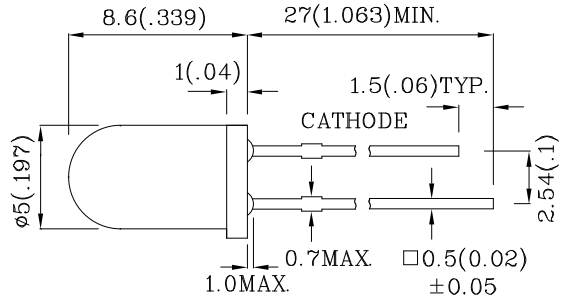 8.6(.339)
27(1.063)MIN.
1(.04)
1.5(.06)TYP.
CATHODE
ø5(.197)
2.54(.1)
0.7MAX.
□0.5(0.02)
±0.05
1.0MAX.